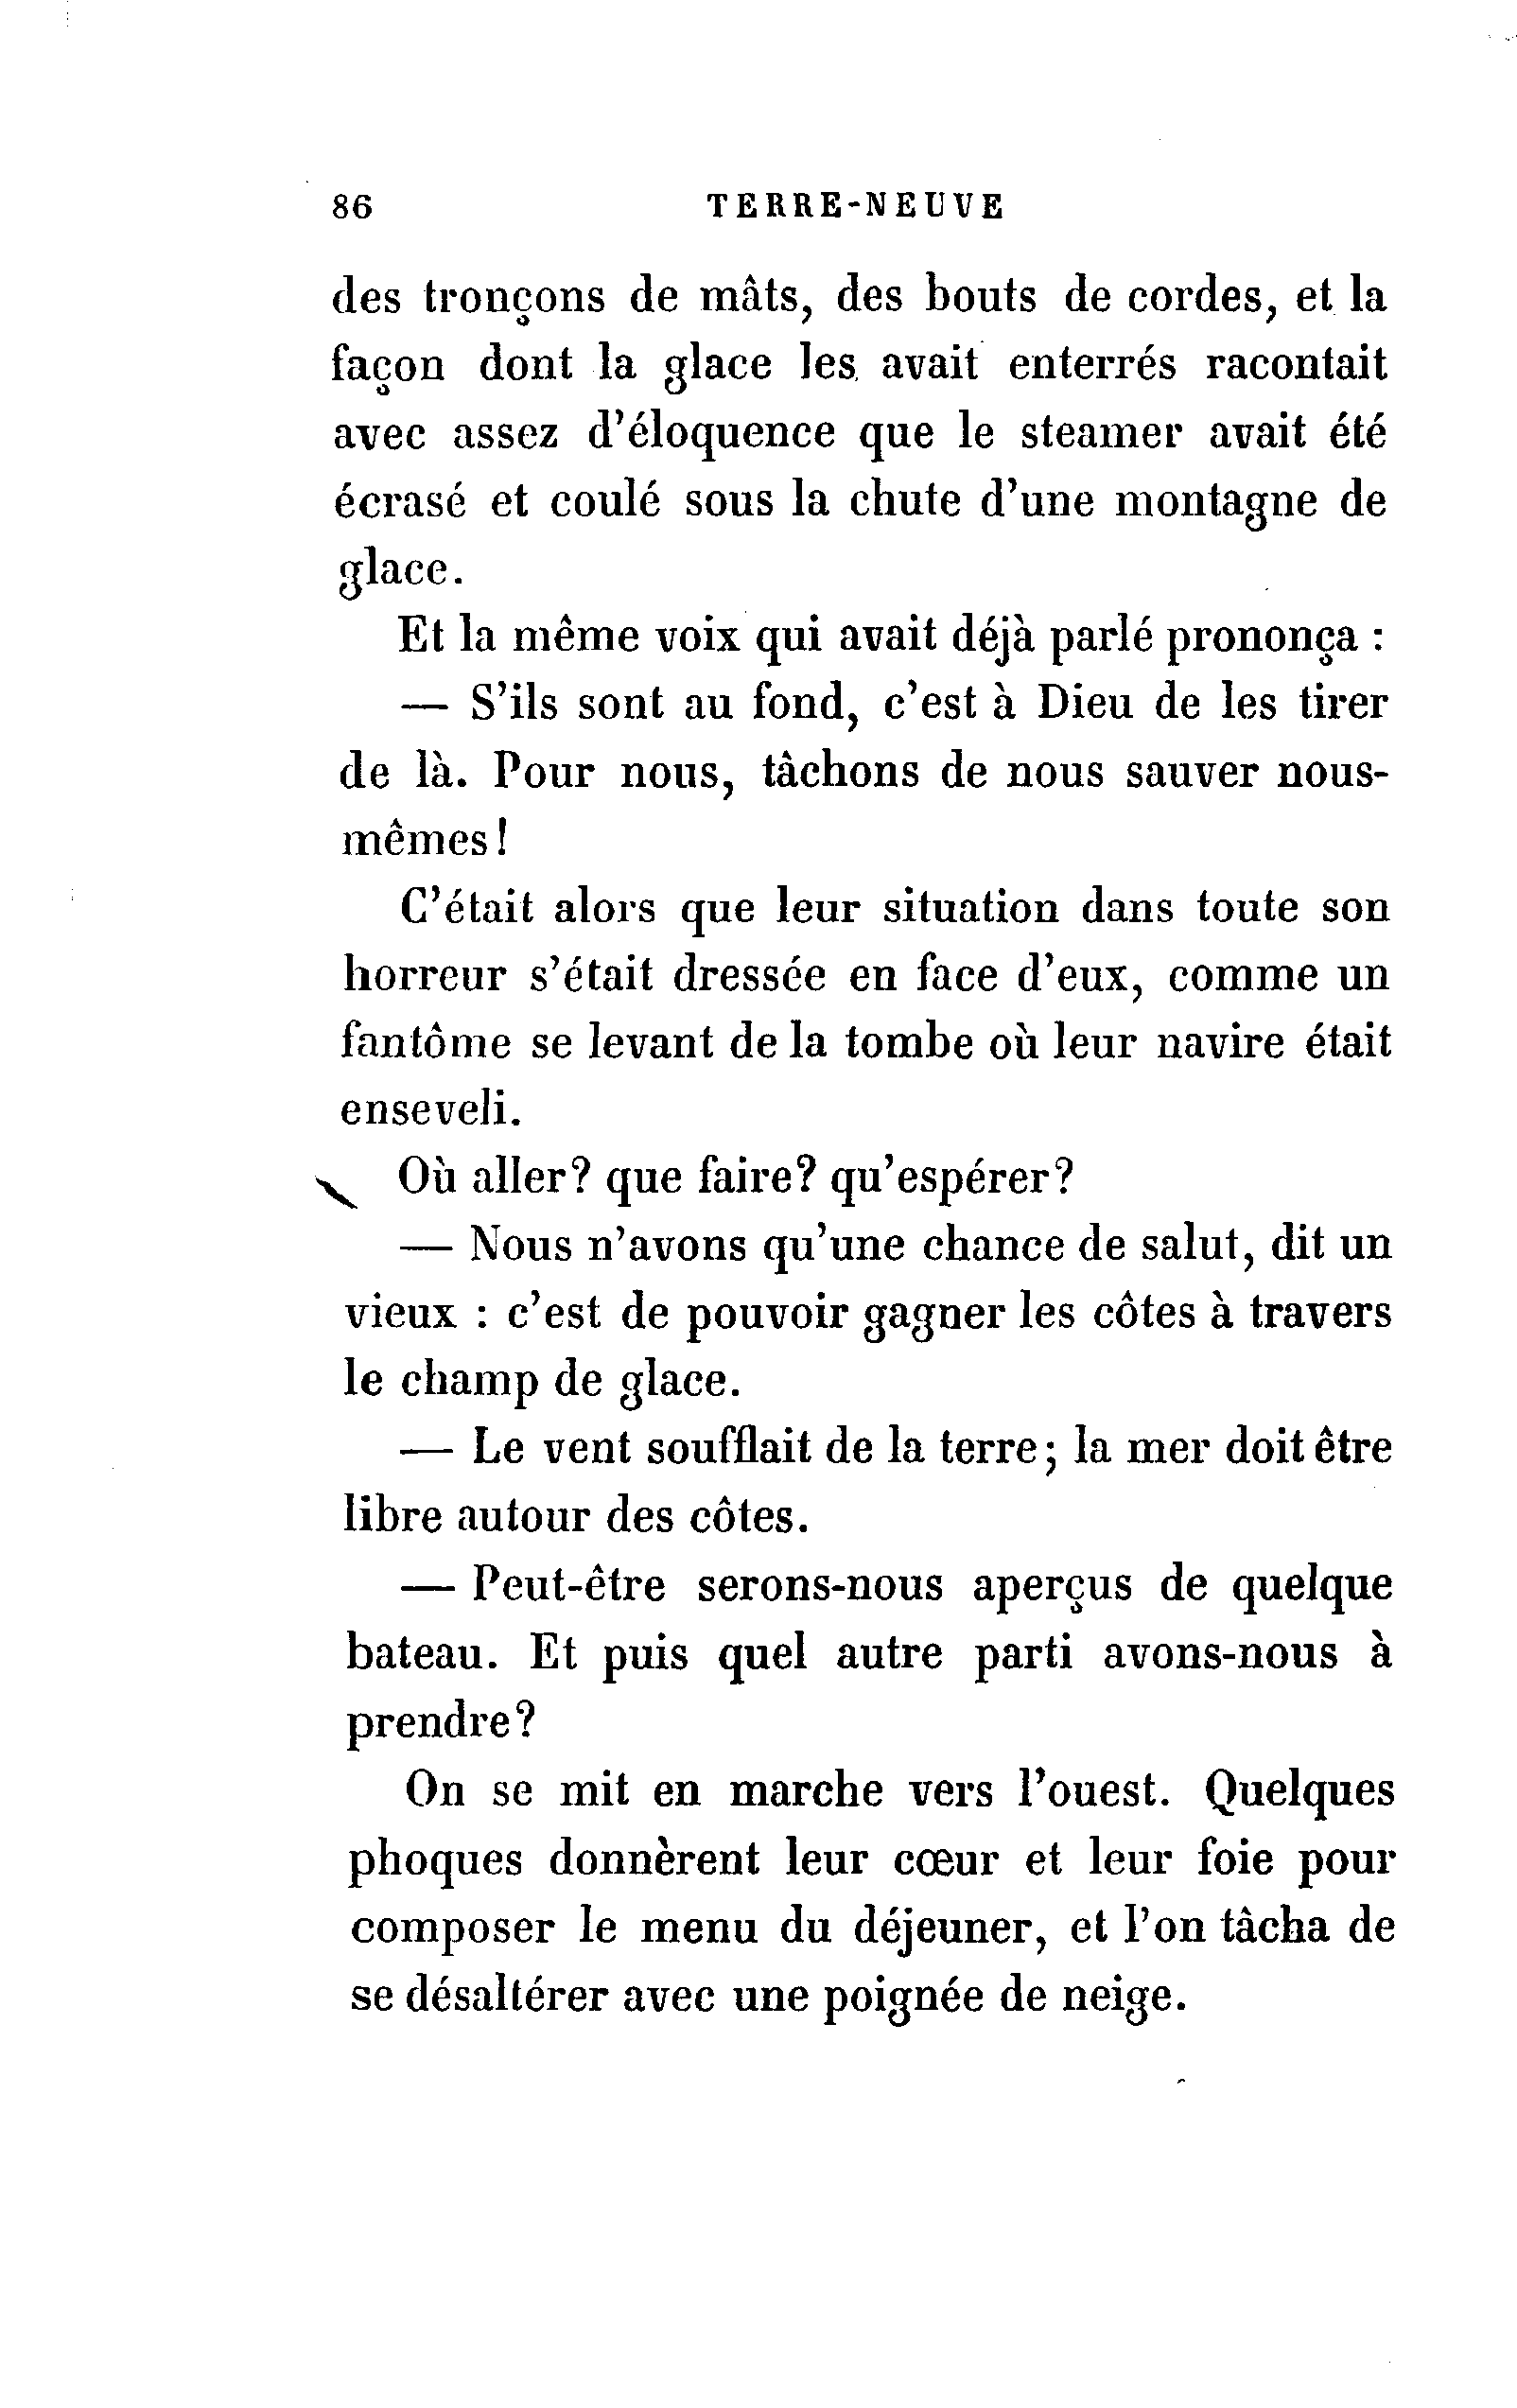 86 TERRE-NEUVE
des tronçons de mâts, des bouts de cordes, et la
façon dont la glace les avait enterrés racontait
avec assez d'éloquence que le steamer avait été
écrasé et coulé sous la chute d'une montagne de
glace.
Et la même voix qui avait déjà parlé prononça :
— S'ils sont au fond, c'est à Dieu de les tirer
de là. Pour nous, tâchons de nous sauver nous-
mêmes!
C'était alors que leur situation dans toute son
horreur s'était dressée en face d'eux, comme un
fantôme se levant de la tombe où leur navire était
enseveli.
Où aller? que faire? qu'espérer?
— Nous n'avons qu'une chance de salut, dit un
vieux : c'est de pouvoir gagner les côtes à travers
le champ de glace.
— Le vent soufflait de la terre; la mer doit être
libre autour des côtes.
— Peut-être serons-nous aperçus de quelque
bateau. Et puis quel autre parti avons-nous à
prendre?
On se mit en marche vers l'ouest. Quelques
phoques donnèrent leur cœur et leur foie pour
composer le menu du déjeuner, et l'on tâcha de
se désaltérer avec une poignée de neige.